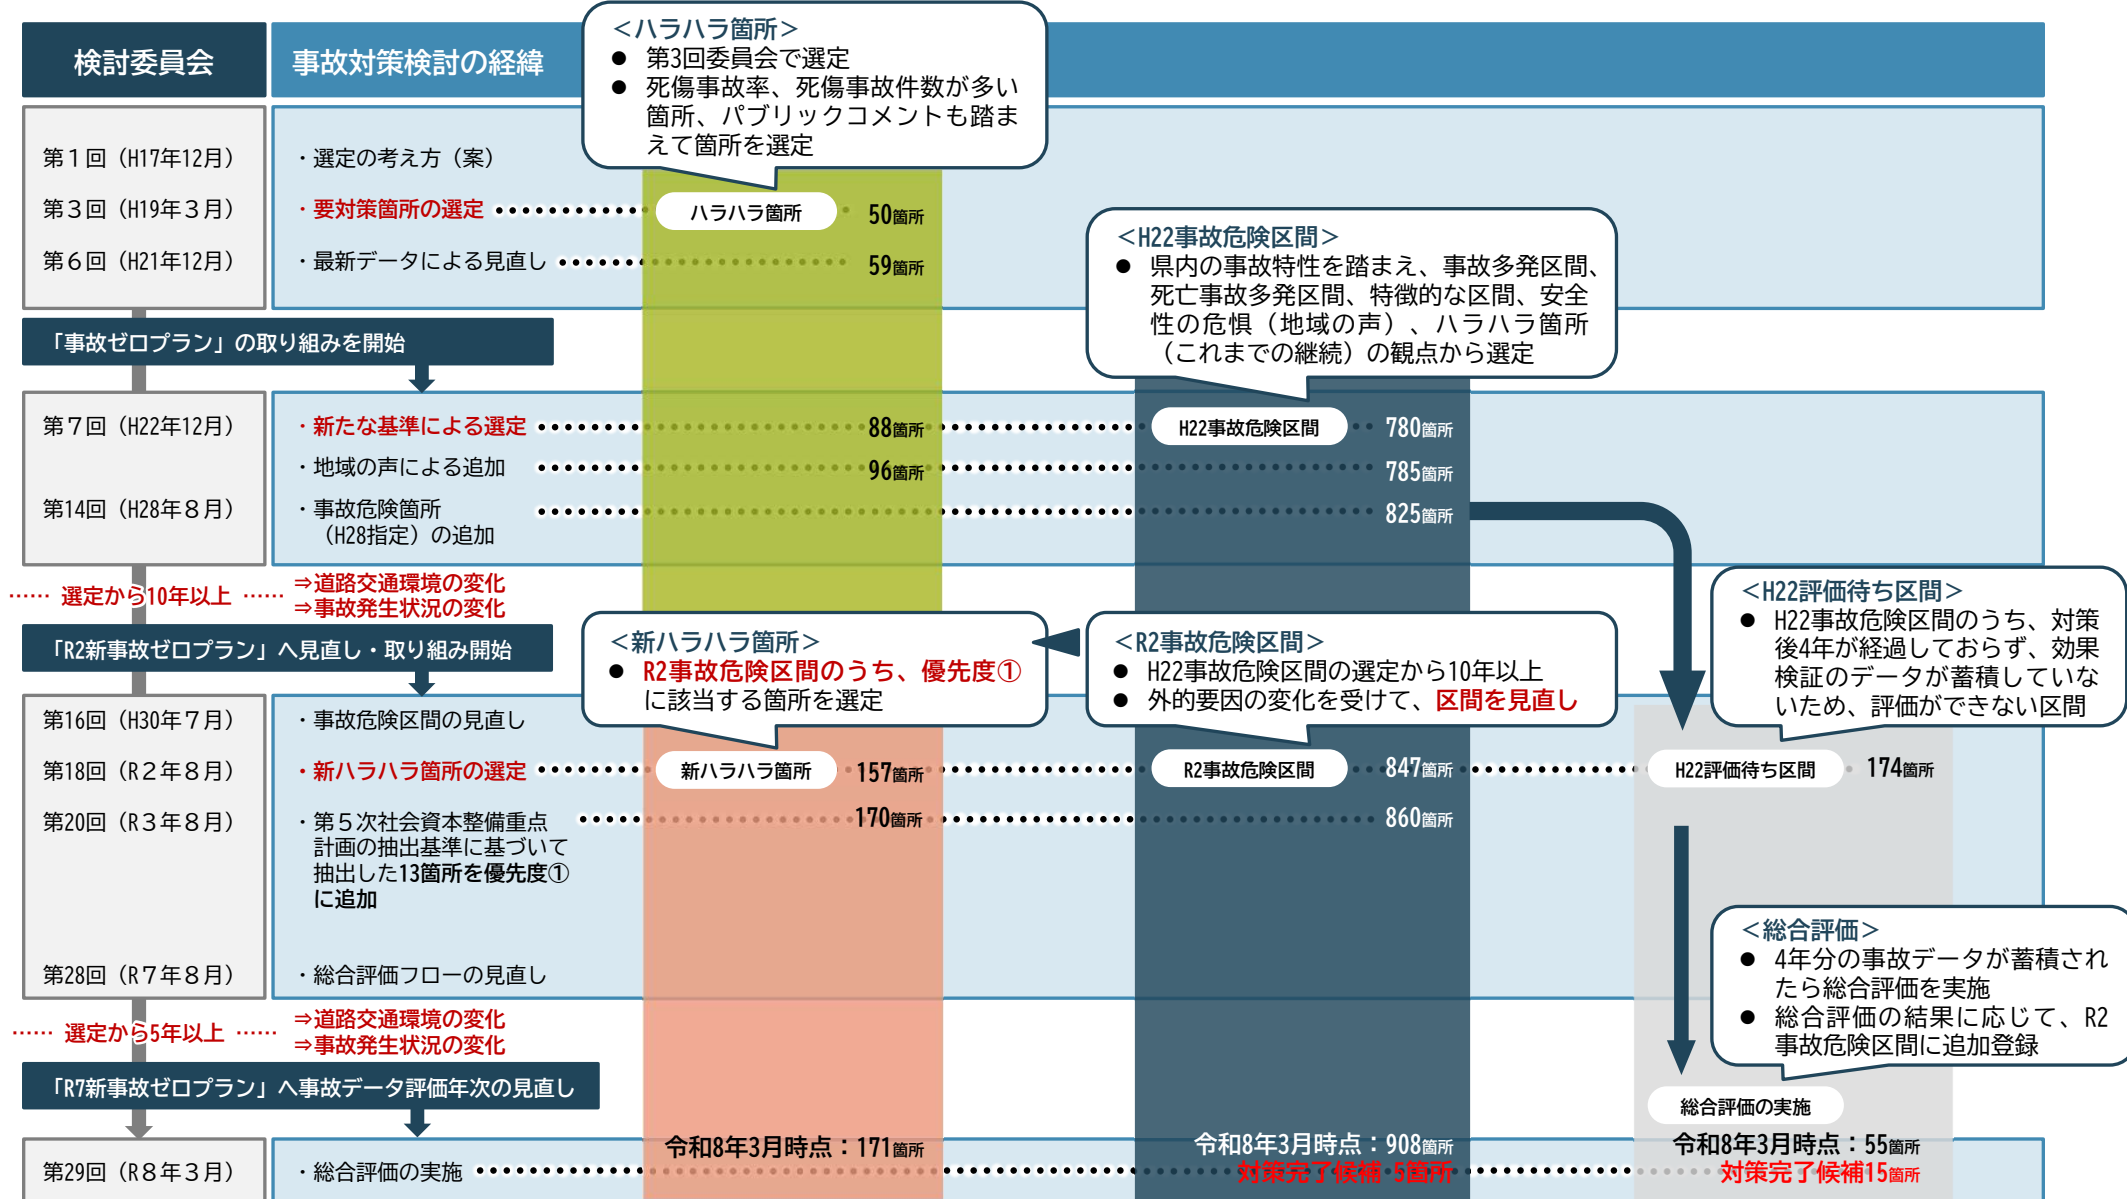 検討委員会
事故対策検討の経緯
＜ハラハラ箇所＞
● 第3回委員会で選定
● 死傷事故率、死傷事故件数が多い
箇所、パブリックコメントも踏ま
えて箇所を選定
第１回（H17年12月）
・選定の考え方（案）
第３回（H19年３月）
・要対策箇所の選定
ハラハラ箇所
50箇所
第６回（H21年12月）
・最新データによる見直し
59箇所
＜H22事故危険区間＞
● 県内の事故特性を踏まえ、事故多発区間、
死亡事故多発区間、特徴的な区間、安全
性の危惧（地域の声）、ハラハラ箇所
（これまでの継続）の観点から選定
「事故ゼロプラン」の取り組みを開始
第７回（H22年12月）
・新たな基準による選定
88箇所
H22事故危険区間
780箇所
・地域の声による追加
96箇所
785箇所
第14回（H28年８月）
・事故危険箇所
（H28指定）の追加
825箇所
…… 選定から10年以上 ……
⇒道路交通環境の変化
⇒事故発生状況の変化
「R2新事故ゼロプラン」へ見直し・取り組み開始
＜新ハラハラ箇所＞
● R2事故危険区間のうち、優先度①
に該当する箇所を選定
＜R2事故危険区間＞
● H22事故危険区間の選定から10年以上
● 外的要因の変化を受けて、区間を見直し
＜H22評価待ち区間＞
● H22事故危険区間のうち、対策
後4年が経過しておらず、効果
検証のデータが蓄積していな
いため、評価ができない区間
第16回（H30年７月）
・事故危険区間の見直し
第18回（R２年８月）
・新ハラハラ箇所の選定
新ハラハラ箇所
157箇所
R2事故危険区間
847箇所
H22評価待ち区間
174箇所
第20回（R３年８月）
・第５次社会資本整備重点
計画の抽出基準に基づいて
抽出した13箇所を優先度①
に追加
170箇所
860箇所
第28回（R７年８月）
・総合評価フローの見直し
＜総合評価＞
● 4年分の事故データが蓄積され
たら総合評価を実施
● 総合評価の結果に応じて、R2
事故危険区間に追加登録
…… 選定から5年以上 ……
⇒道路交通環境の変化
⇒事故発生状況の変化
「R7新事故ゼロプラン」へ事故データ評価年次の見直し
総合評価の実施
第29回（R８年３月）
・総合評価の実施
令和8年3月時点：171箇所
令和8年3月時点：908箇所
対策完了候補 5箇所
令和8年3月時点：55箇所
対策完了候補15箇所